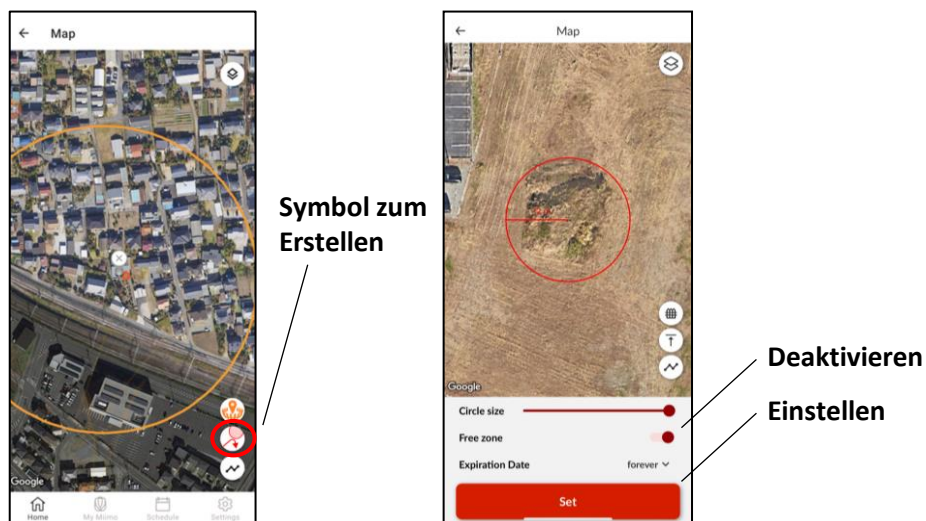 Map
Google
Home
My Miimo
Schedule
Settings
Symbol zum
Erstellen
Map
Google
Circle size
Free zone
Expiration Date forever
Set
Deaktivieren
Einstellen